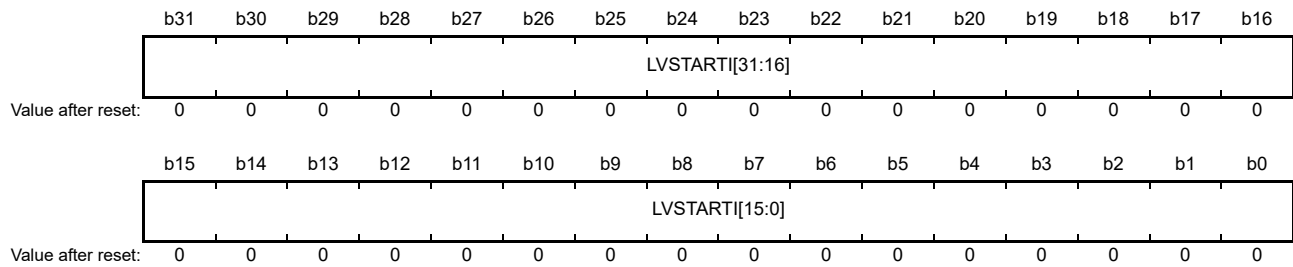 b31 b30 b29 b28 b27 b26 b25 b24 b23 b22 b21 b20 b19 b18 b17 b16
LVSTARTI[31:16]
Value after reset: 0 0 0 0 0 0 0 0 0 0 0 0 0 0 0 0
b15 b14 b13 b12 b11 b10 b9 b8 b7 b6 b5 b4 b3 b2 b1 b0
LVSTARTI[15:0]
Value after reset: 0 0 0 0 0 0 0 0 0 0 0 0 0 0 0 0